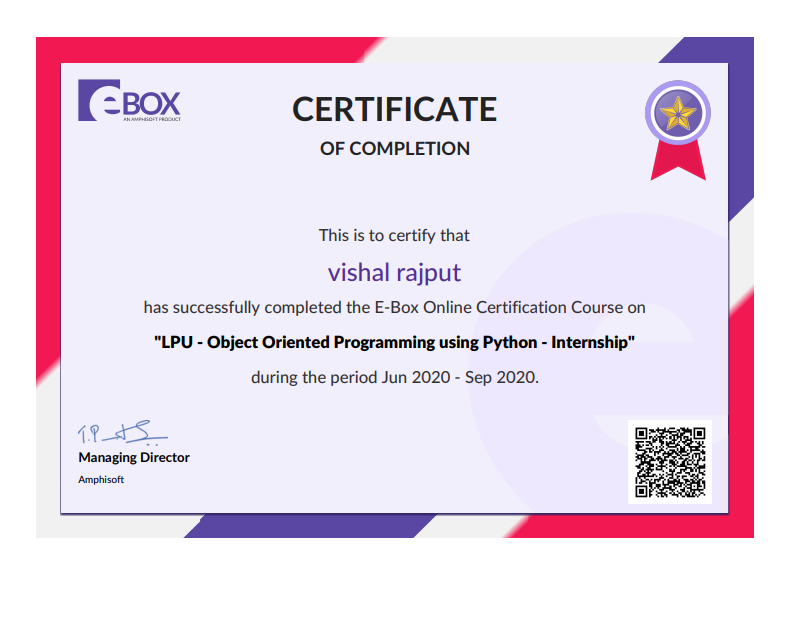 eBOX
AN AMPHISOFT PRODUCT
CERTIFICATE
OF COMPLETION
This is to certify that
vishal rajput
has successfully completed the E-Box Online Certification Course on
"LPU - Object Oriented Programming using Python - Internship"
during the period Jun 2020 - Sep 2020.
Managing Director
Amphisoft